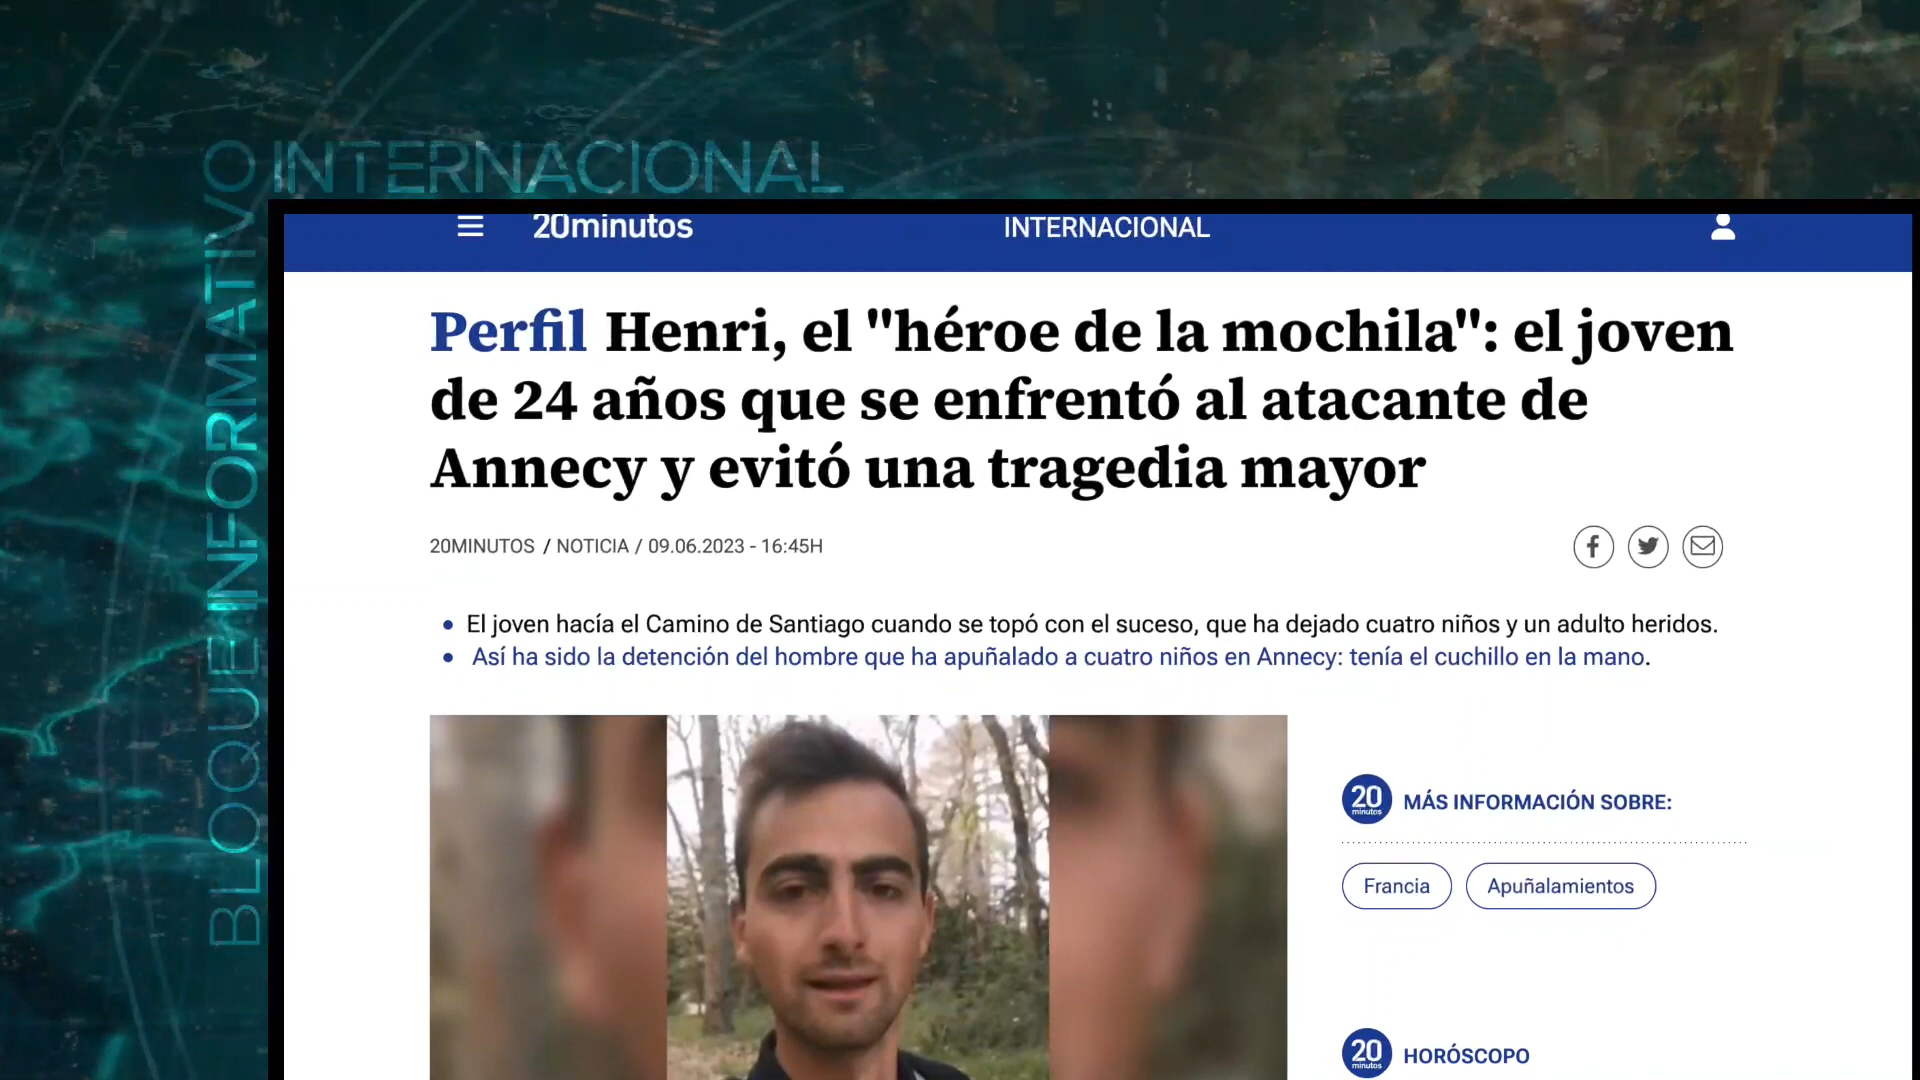 INTERNACIONAL
BLOQUE INFORMATIVO
20minutos
INTERNACIONAL
Perfil Henri, el "héroe de la mochila": el joven
de 24 años que se enfrentó al atacante de
Annecy y evitó una tragedia mayor
20MINUTOS / NOTICIA / 09.06.2023 - 16:45H
El joven hacía el Camino de Santiago cuando se topó con el suceso, que ha dejado cuatro niños y un adulto heridos.
Así ha sido la detención del hombre que ha apuñalado a cuatro niños en Annecy: tenía el cuchillo en la mano.
20
minutos
MÁS INFORMACIÓN SOBRE:
Francia
Apuñalamientos
20
minutos
HORÓSCOPO